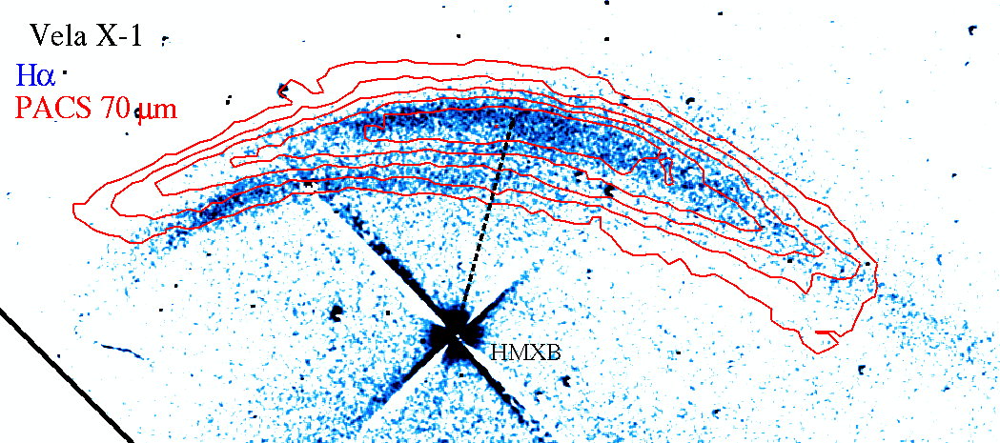 Vela X-1
Hα
PACS 70 μm
HMXB